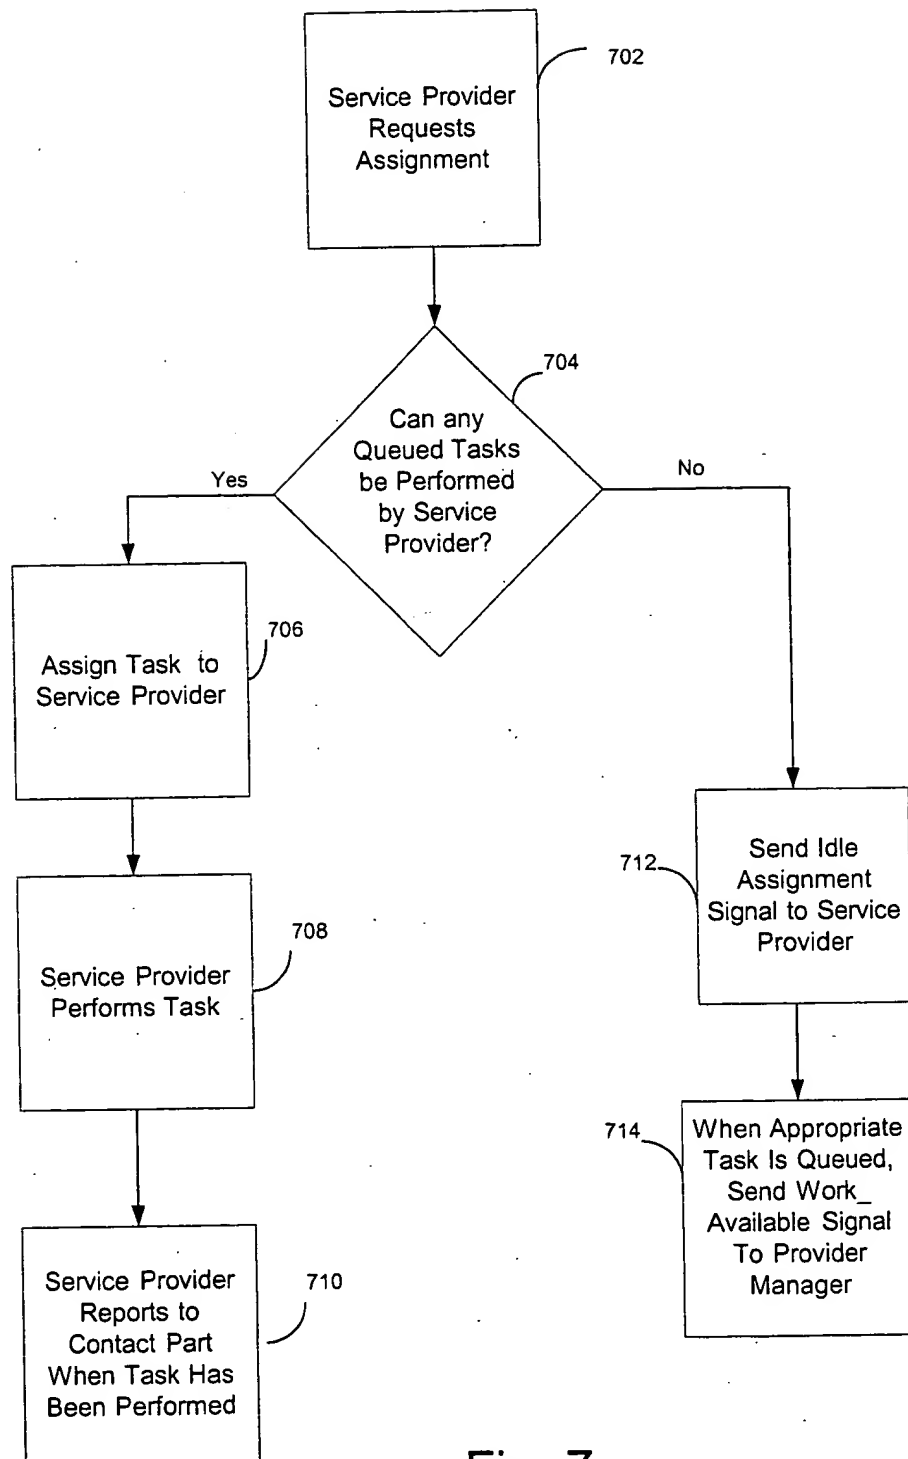 702
Service Provider
Requests
Assignment
704
Can any
Queued Tasks
be Performed
by Service
Provider?
Yes
No
706
Assign Task to
Service Provider
712
Send Idle
Assignment
Signal to Service
Provider
708
Service Provider
Performs Task
714
When Appropriate
Task Is Queued,
Send Work_
Available Signal
To Provider
Manager
710
Service Provider
Reports to
Contact Part
When Task Has
Been Performed
Fig. 7